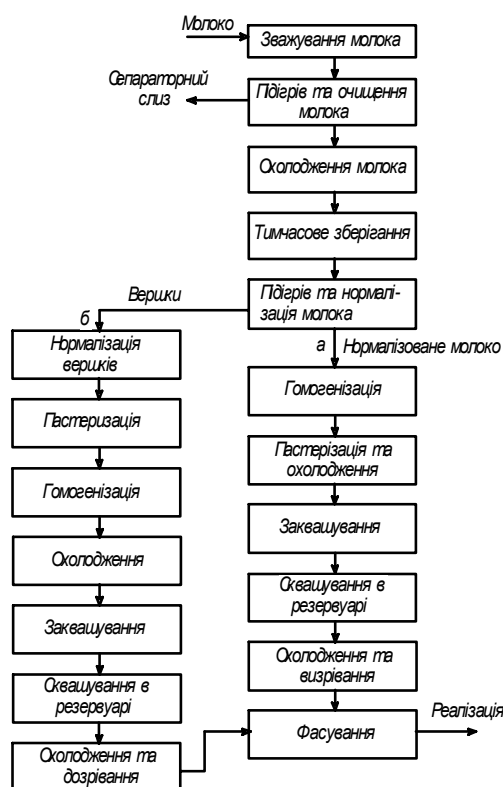 Молоко
Зважування молока
Сепараторний
слиз
Підігрів та очищення
молока
Охолодження молока
Тимчасове зберігання
Вершки
Підігрів та нормалі-
зація молока
б
а
Нормалізоване молоко
Нормалізація
вершків
Пастеризація
Гомогенізація
Охолодження
Заквашування
Сквашування в
резервуарі
Охолодження та
дозрівання
Гомогенізація
Пастерізація та
охолодження
Заквашування
Сквашування в
резервуарі
Охолодження та
визрівання
Фасування
Реалізація